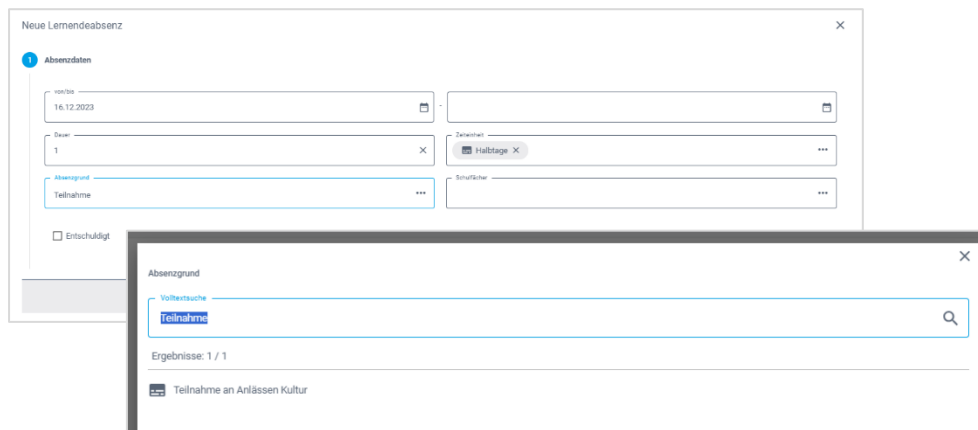 Neue Lernendeabsenz
1 Absenzdaten
von/bis
16.12.2023 -
Dauer Zeiteinheit
1 Halbtage
Absenzgrund Schulfächer
Teilnahme
Entschuldigt
Absenzgrund
Volltextsuche
Teilnahme
Ergebnisse: 1 / 1
Teilnahme an Anlässen Kultur